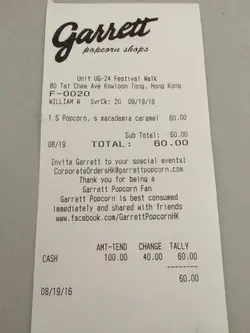 Garrett
popcorn shops
Unit UG-24 Festival Walk
80 Tat Chee Ave Kowloon Tong, Hong Kong
F-0020
WILLIAM W SvrCk: 20 08/19/16
1 S Popcorn, s macademia caramel 60.00
Sub Total: 60.00
08/19 TOTAL: 60.00
Invite Garrett to your special events!
CorporateOrdersHK@garrettpopcorn.com
Thank you for being a
Garrett Popcorn Fan
Garrett Popcorn is best consumed
immediately and shared with friends
www.facebook.com/GarrettPopcornHK
AMT-TEND CHANGE TALLY
CASH 100.00 40.00 60.00
60.00
08/19/16